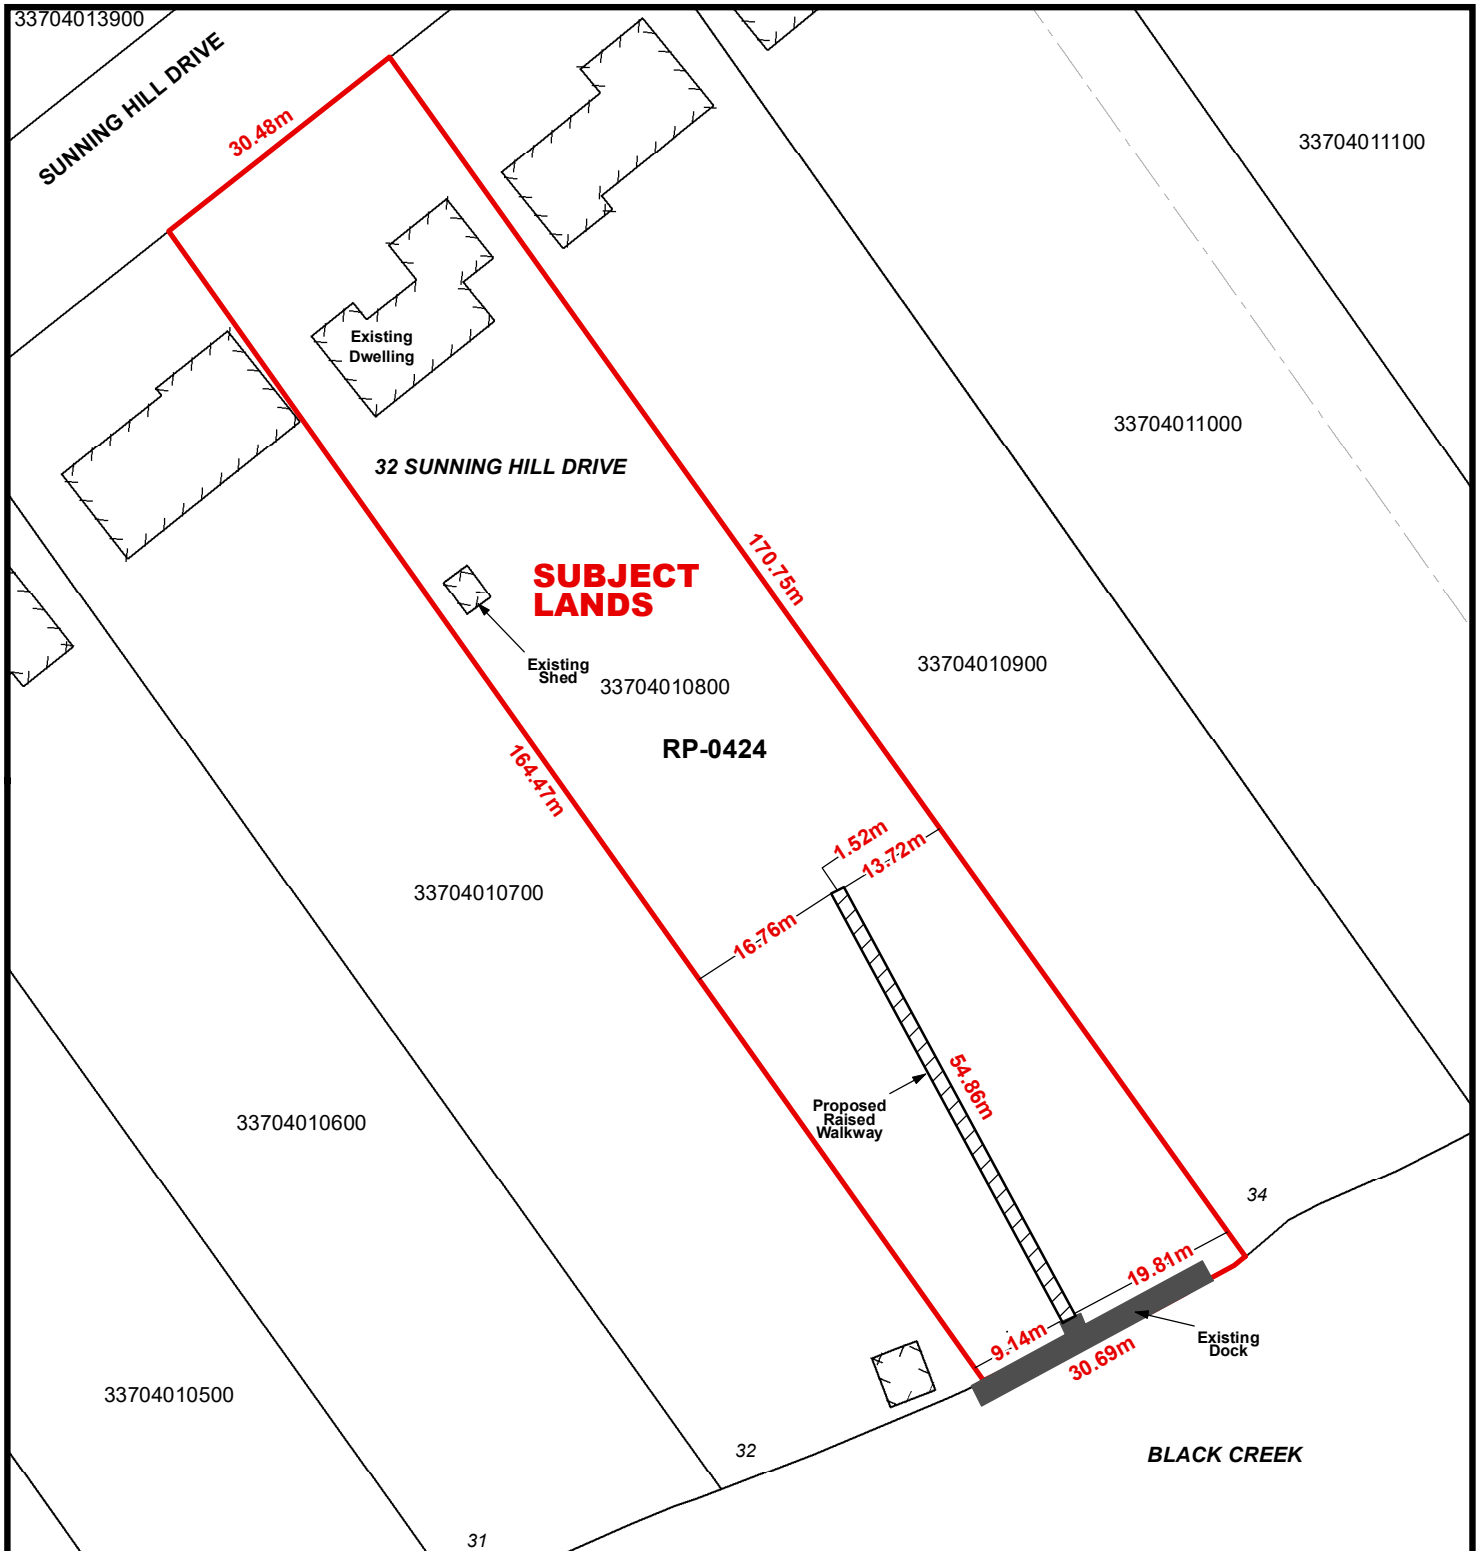 33704013900
SUNNING HILL DRIVE
30.48m
33704011100
Existing
Dwelling
33704011000
32 SUNNING HILL DRIVE
SUBJECT
LANDS
170.75m
Existing
Shed
33704010800
33704010900
RP-0424
164.47m
1.52m
13.72m
33704010700
16.76m
54.86m
Proposed
Raised
Walkway
33704010600
34
19.81m
9.14m
30.69m
Existing
Dock
33704010500
32
BLACK CREEK
31